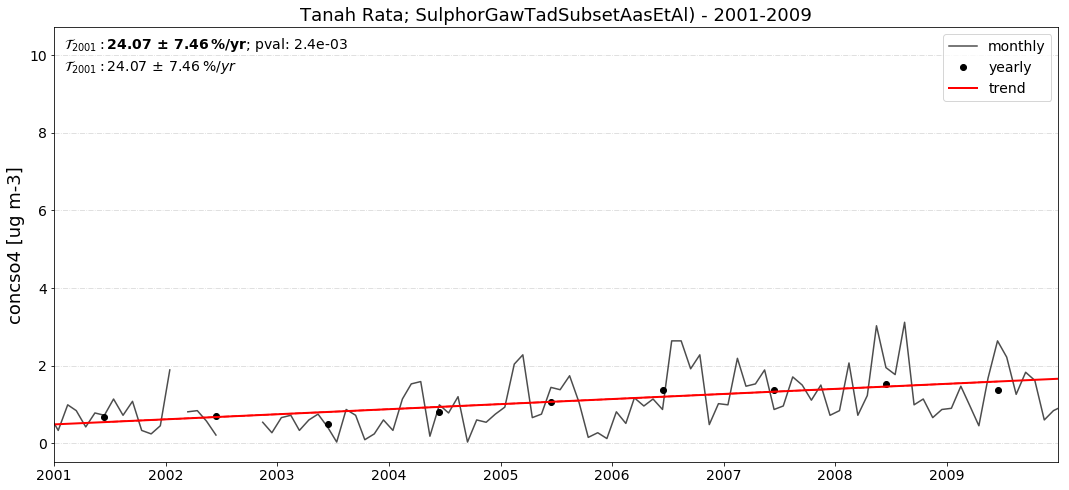 Tanah Rata; SulphorGawTadSubsetAasEtAl) - 2001-2009
𝒯2001 : 24.07 ± 7.46 %/yr; pval: 2.4e-03
𝒯2001 : 24.07 ± 7.46 %/yr
monthly
yearly
trend
concso4 [ug m-3]
10
8
6
4
2
0
2001 2002 2003 2004 2005 2006 2007 2008 2009